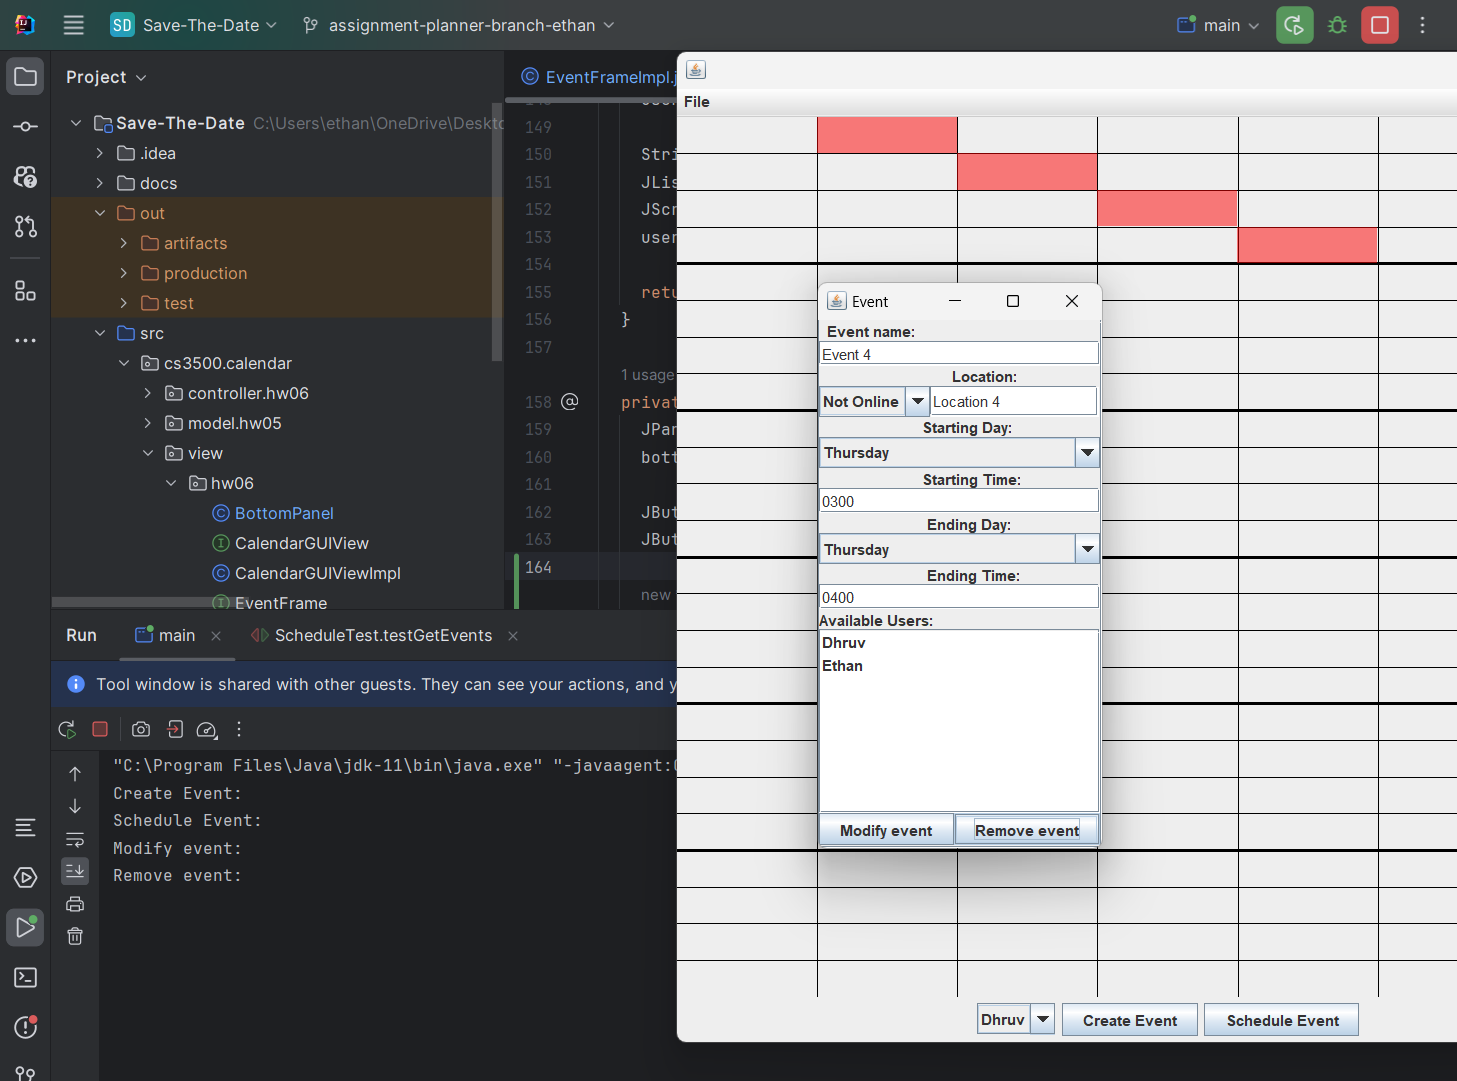 SD Save-The-Date assignment-planner-branch-ethan main
Project
Save-The-Date C:\Users\ethan\OneDrive\Deskto
.idea
docs
out
artifacts
production
test
src
cs3500.calendar
controller.hw06
model.hw05
view
hw06
BottomPanel
CalendarGUIView
CalendarGUIViewImpl
EventFrame
EventFrameImpl.j
149
150 Stri
151 JLis
152 JScr
153 user
154
155 retu
156 }
157
1 usage
158 @ privat
159 JPan
160 bott
161
162 JBut
163 JBut
164
new
File
Event
Event name:
Event 4
Location:
Not Online Location 4
Starting Day:
Thursday
Starting Time:
0300
Ending Day:
Thursday
Ending Time:
0400
Available Users:
Dhruv
Ethan
Modify event Remove event
Dhruv Create Event Schedule Event
Run main ScheduleTest.testGetEvents
Tool window is shared with other guests. They can see your actions, and y
"C:\Program Files\Java\jdk-11\bin\java.exe" "-javaagent:
Create Event:
Schedule Event:
Modify event:
Remove event: